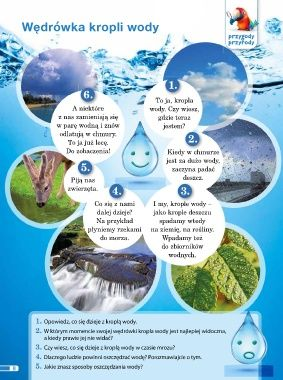 Wędrówka kropli wody
przygody
przyrody
1.
To ja, kropla
wody. Czy wiesz,
gdzie teraz
jestem?
2.
Kiedy w chmurze
jest za dużo wody,
zaczyna padać
deszcz.
3.
I my, krople wody –
jako krople deszczu
spadamy wtedy
na ziemię, na rośliny.
Wpadamy też
do zbiorników
wodnych.
4.
Co się z nami
dalej dzieje?
Na przykład
płyniemy rzekami
do morza.
5.
Piją nas
zwierzęta.
6.
A niektóre
z nas zamieniają się
w parę wodną i znów
odlatują w chmury.
To ja już lecę.
Do zobaczenia!
1. Opowiedz, co się dzieje z kroplą wody.
2. W którym momencie swojej wędrówki kropla wody jest najlepiej widoczna,
a kiedy prawie jej nie widać?
3. Czy wiesz, co się dzieje z kroplą wody w czasie mrozu?
4. Dlaczego ludzie powinni oszczędzać wodę? Porozmawiajcie o tym.
5. Jakie znasz sposoby oszczędzania wody?